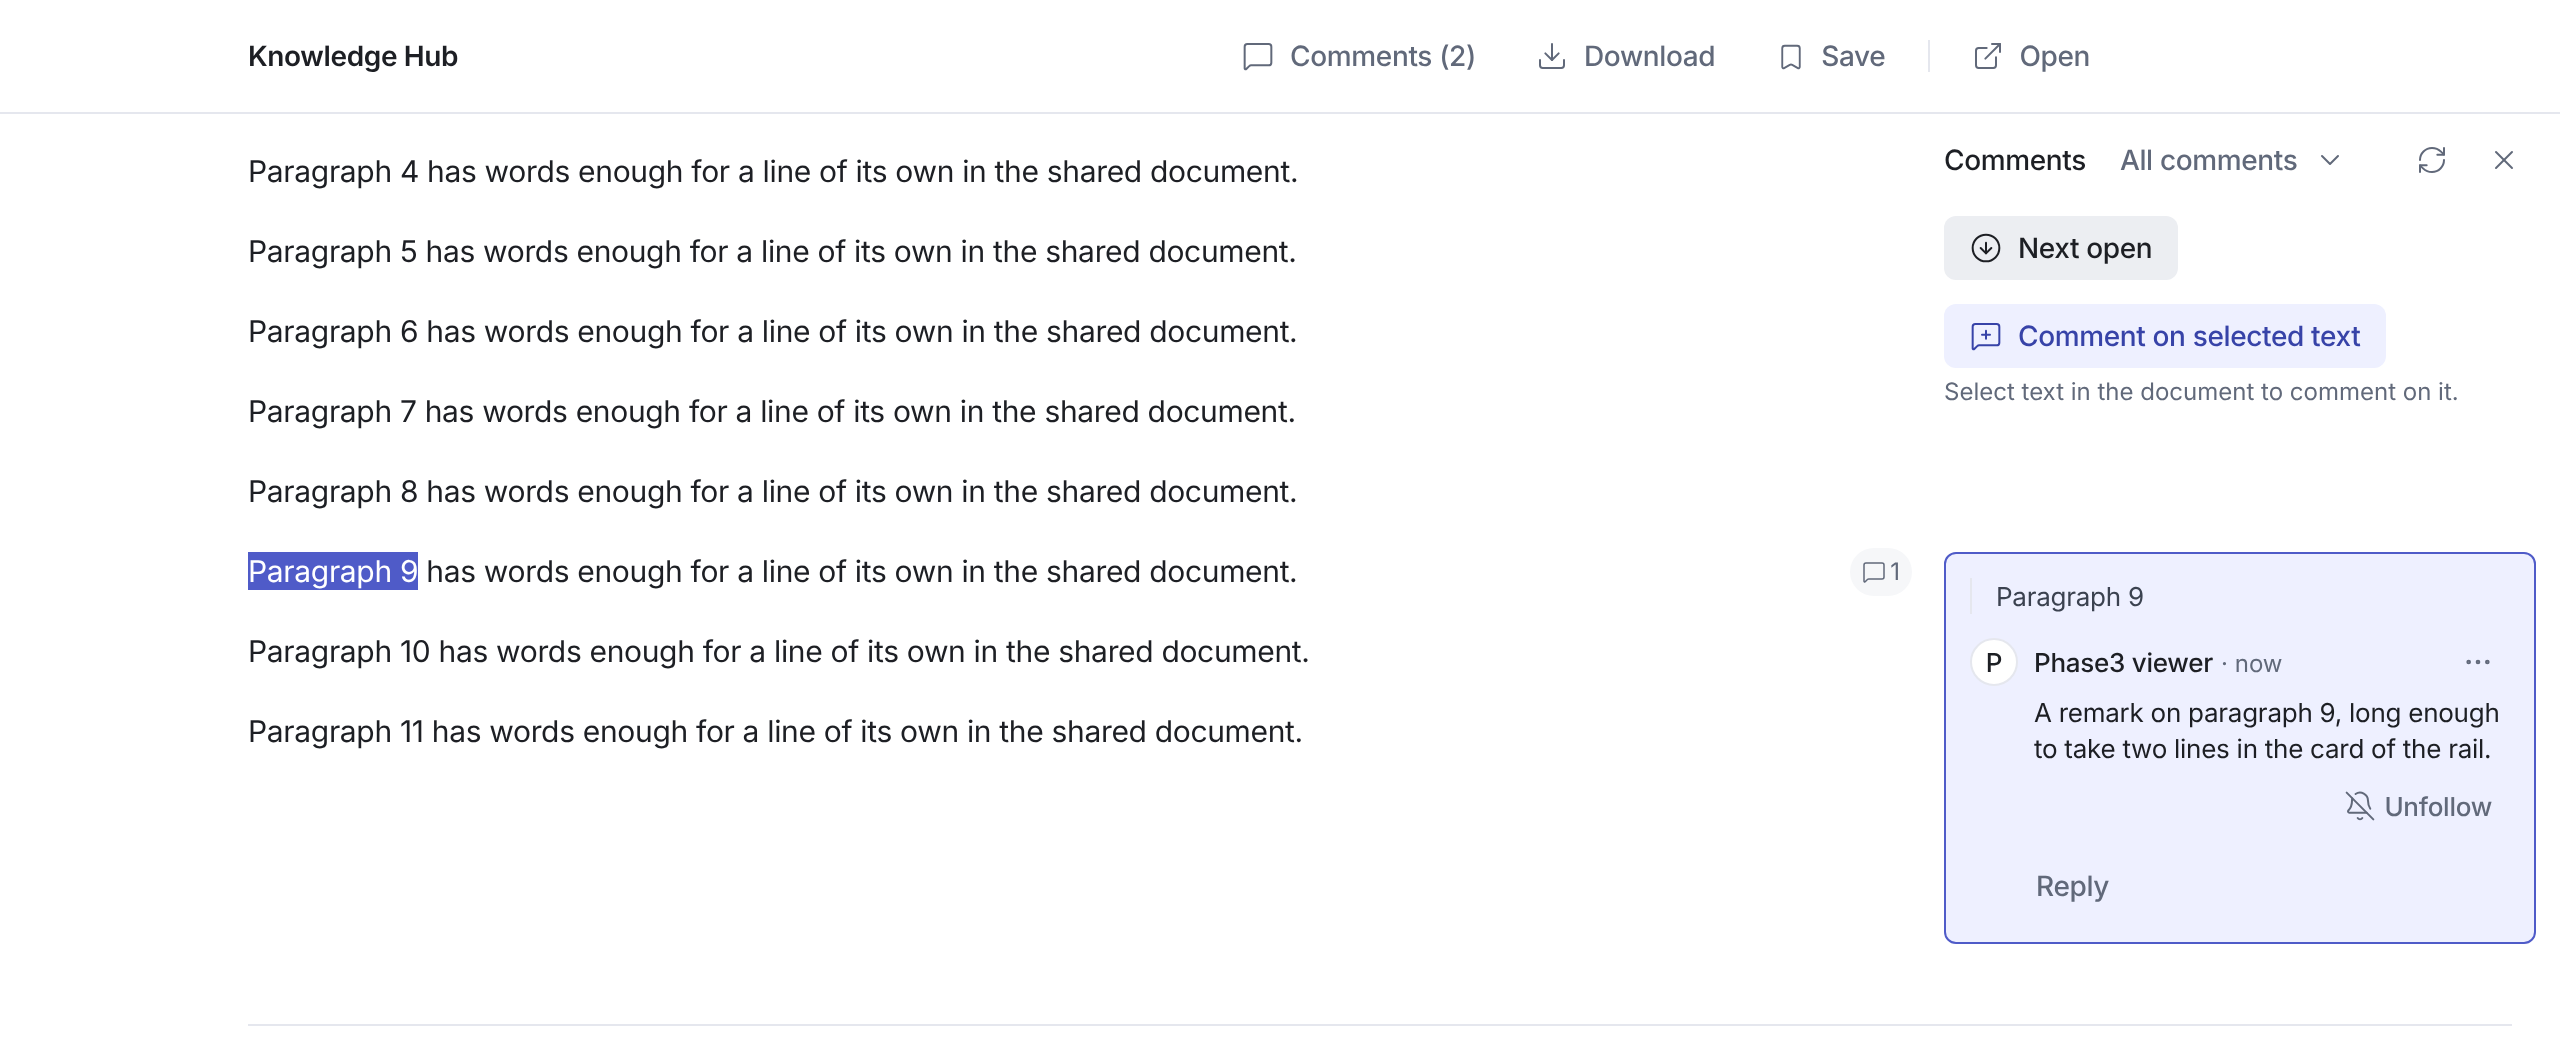 Knowledge Hub
Comments (2)
Download
Save
Open
Paragraph 4 has words enough for a line of its own in the shared document.
Paragraph 5 has words enough for a line of its own in the shared document.
Paragraph 6 has words enough for a line of its own in the shared document.
Paragraph 7 has words enough for a line of its own in the shared document.
Paragraph 8 has words enough for a line of its own in the shared document.
Paragraph 9 has words enough for a line of its own in the shared document.
1
Paragraph 10 has words enough for a line of its own in the shared document.
Paragraph 11 has words enough for a line of its own in the shared document.
Comments
All comments
Next open
Comment on selected text
Select text in the document to comment on it.
Paragraph 9
P
Phase3 viewer · now
A remark on paragraph 9, long enough
to take two lines in the card of the rail.
Unfollow
Reply